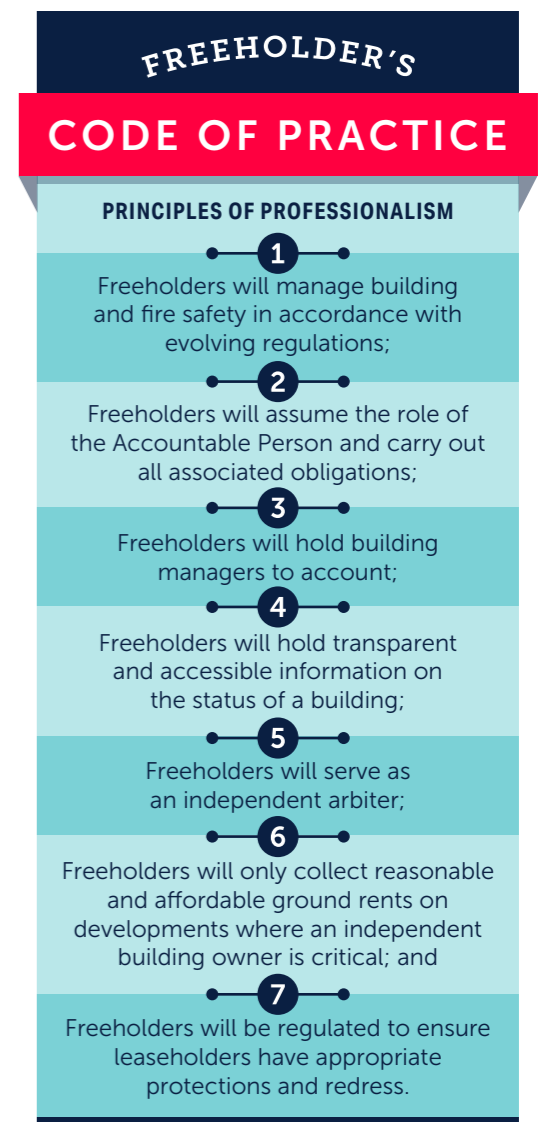 FREEHOLDER'S
CODE OF PRACTICE
PRINCIPLES OF PROFESSIONALISM
1
Freeholders will manage building
and fire safety in accordance with
evolving regulations;
2
Freeholders will assume the role of
the Accountable Person and carry out
all associated obligations;
3
Freeholders will hold building
managers to account;
4
Freeholders will hold transparent
and accessible information on
the status of a building;
5
Freeholders will serve as
an independent arbiter;
6
Freeholders will only collect reasonable
and affordable ground rents on
developments where an independent
building owner is critical; and
7
Freeholders will be regulated to ensure
leaseholders have appropriate
protections and redress.